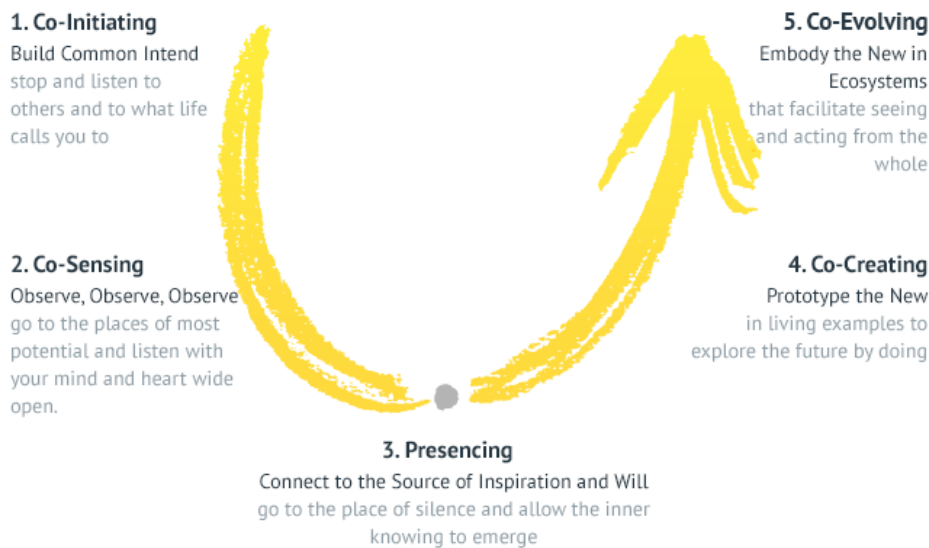 1. Co-Initiating
Build Common Intend
stop and listen to
others and to what life
calls you to
2. Co-Sensing
Observe, Observe, Observe
go to the places of most
potential and listen with
your mind and heart wide
open.
3. Presencing
Connect to the Source of Inspiration and Will
go to the place of silence and allow the inner
knowing to emerge
4. Co-Creating
Prototype the New
in living examples to
explore the future by doing
5. Co-Evolving
Embody the New in
Ecosystems
that facilitate seeing
and acting from the
whole